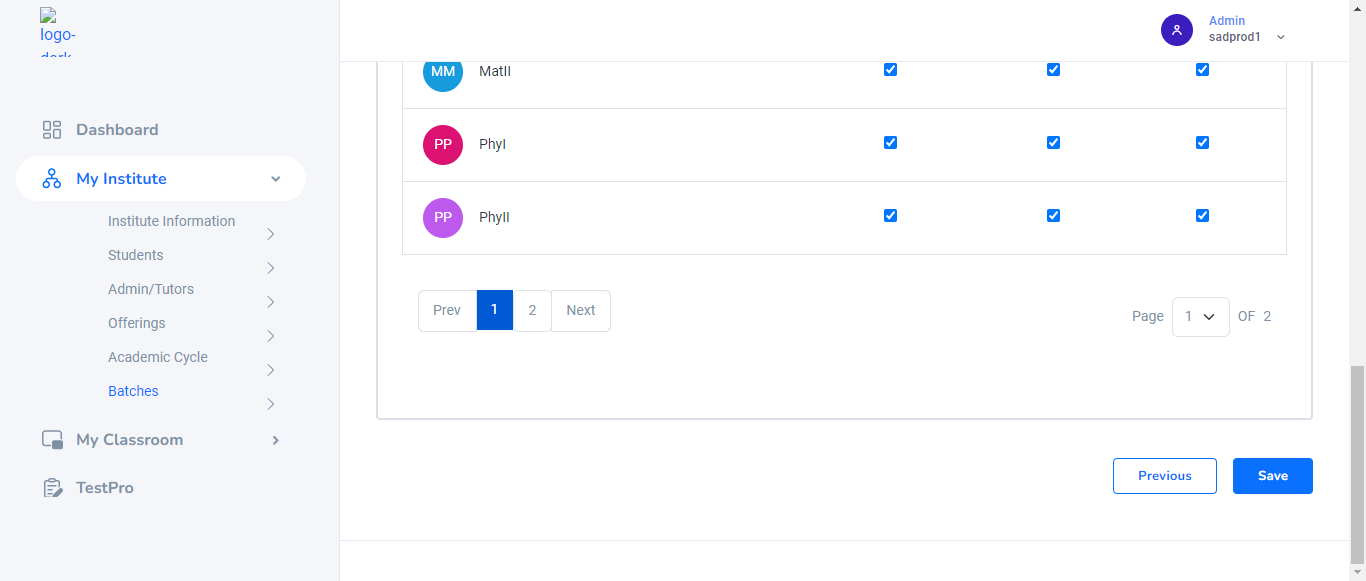 logo-
dark
Admin
sadprod1
Dashboard
My Institute
Institute Information
Students
Admin/Tutors
Offerings
Academic Cycle
Batches
My Classroom
TestPro
MM MatII
PP PhyI
PP PhyII
Prev 1 2 Next
Page 1 OF 2
Previous Save